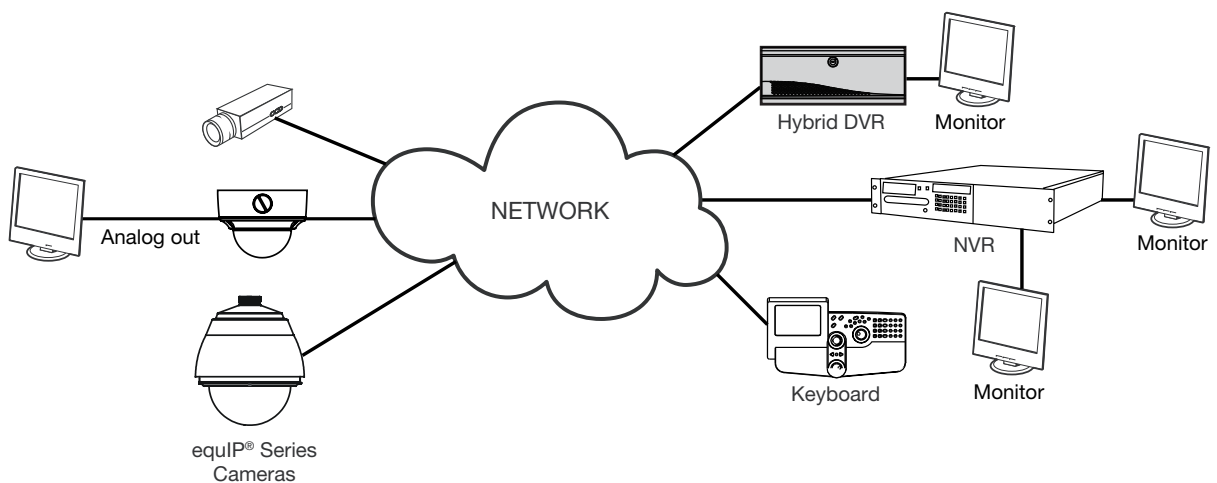 Hybrid DVR
Monitor
NETWORK
Analog out
NVR
Monitor
Keyboard
Monitor
equIP® Series
Cameras